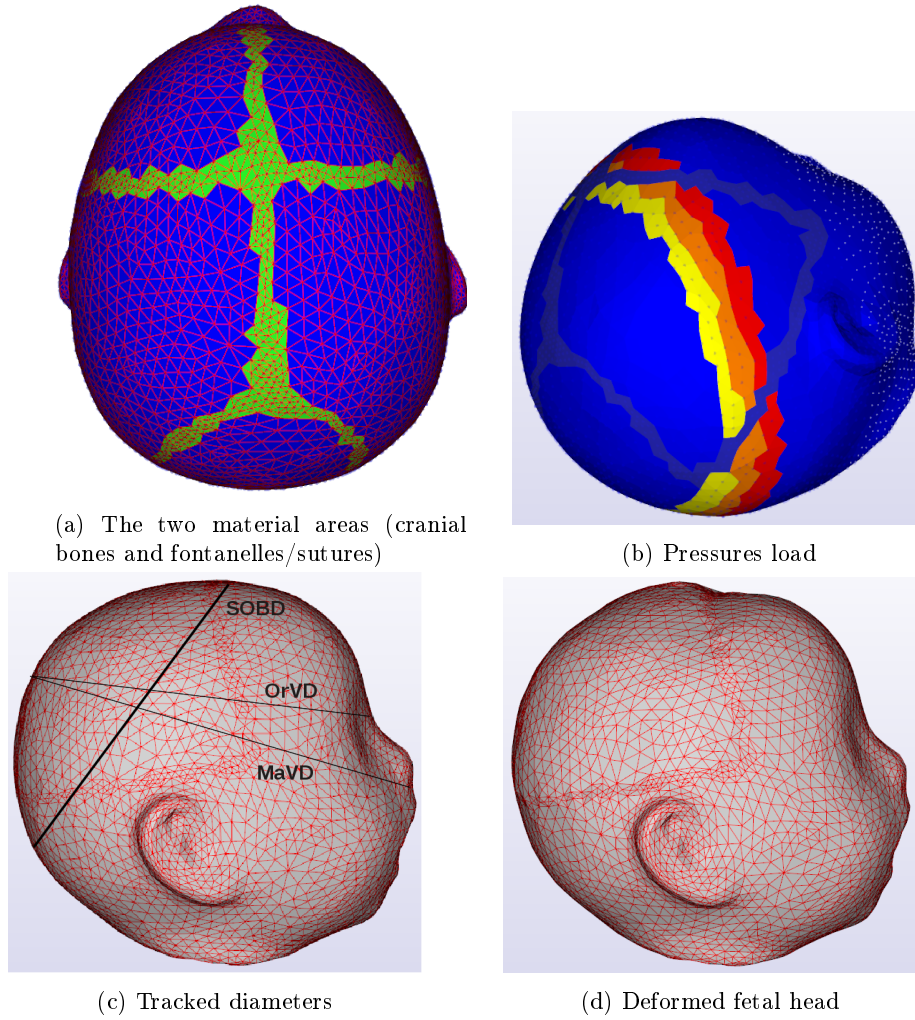 (a) The two material areas (cranial
bones and fontanelles/sutures)
(b) Pressures load
SOBD
OrVD
MaVD
(c) Tracked diameters
(d) Deformed fetal head